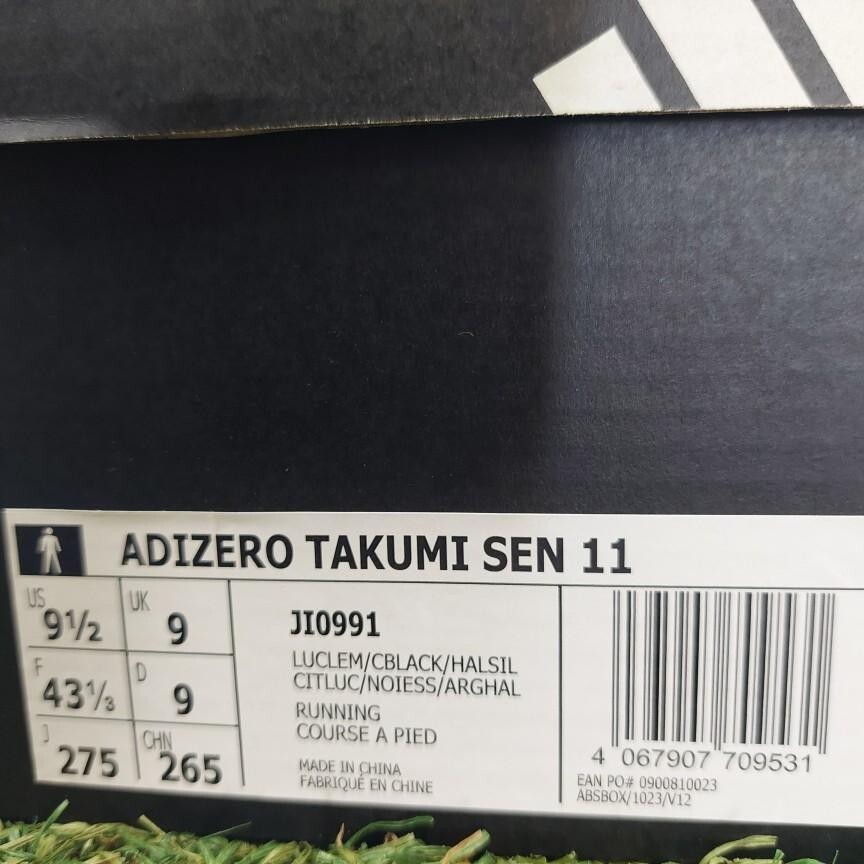 ADIZERO TAKUMI SEN 11
US 9½ UK 9
F 43⅓ D 9
J 275 CHN 265
JI0991
LUCLEM/CBLACK/HALSIL
CITLUC/NOIESS/ARGHAL
RUNNING
COURSE A PIED
MADE IN CHINA
FABRIQUÉ EN CHINE
4 067907 709531
EAN PO# 0900810023
ABSBOX/1023/V12